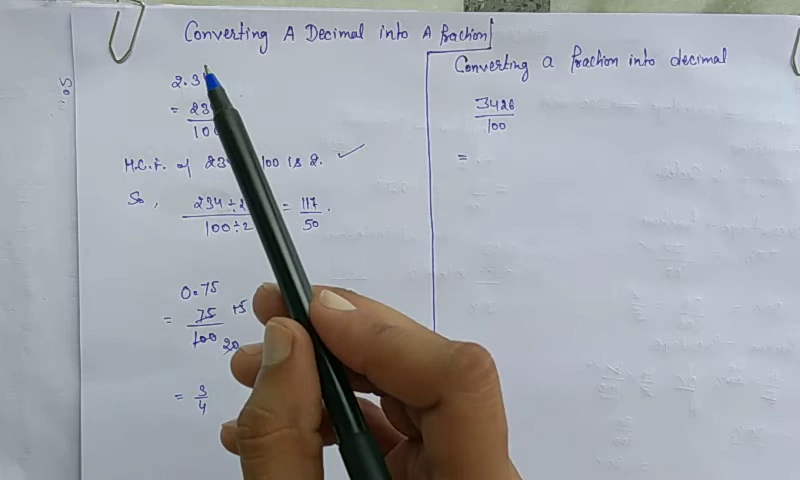 Converting A Decimal into A fraction
2.3
= 23
100
H.C.F. of 23 100 is 2.
So, 234÷2 = 117
100÷2 50.
0.75
= 75 15
100 20
= 3
4
Converting a fraction into decimal
3426
100
=